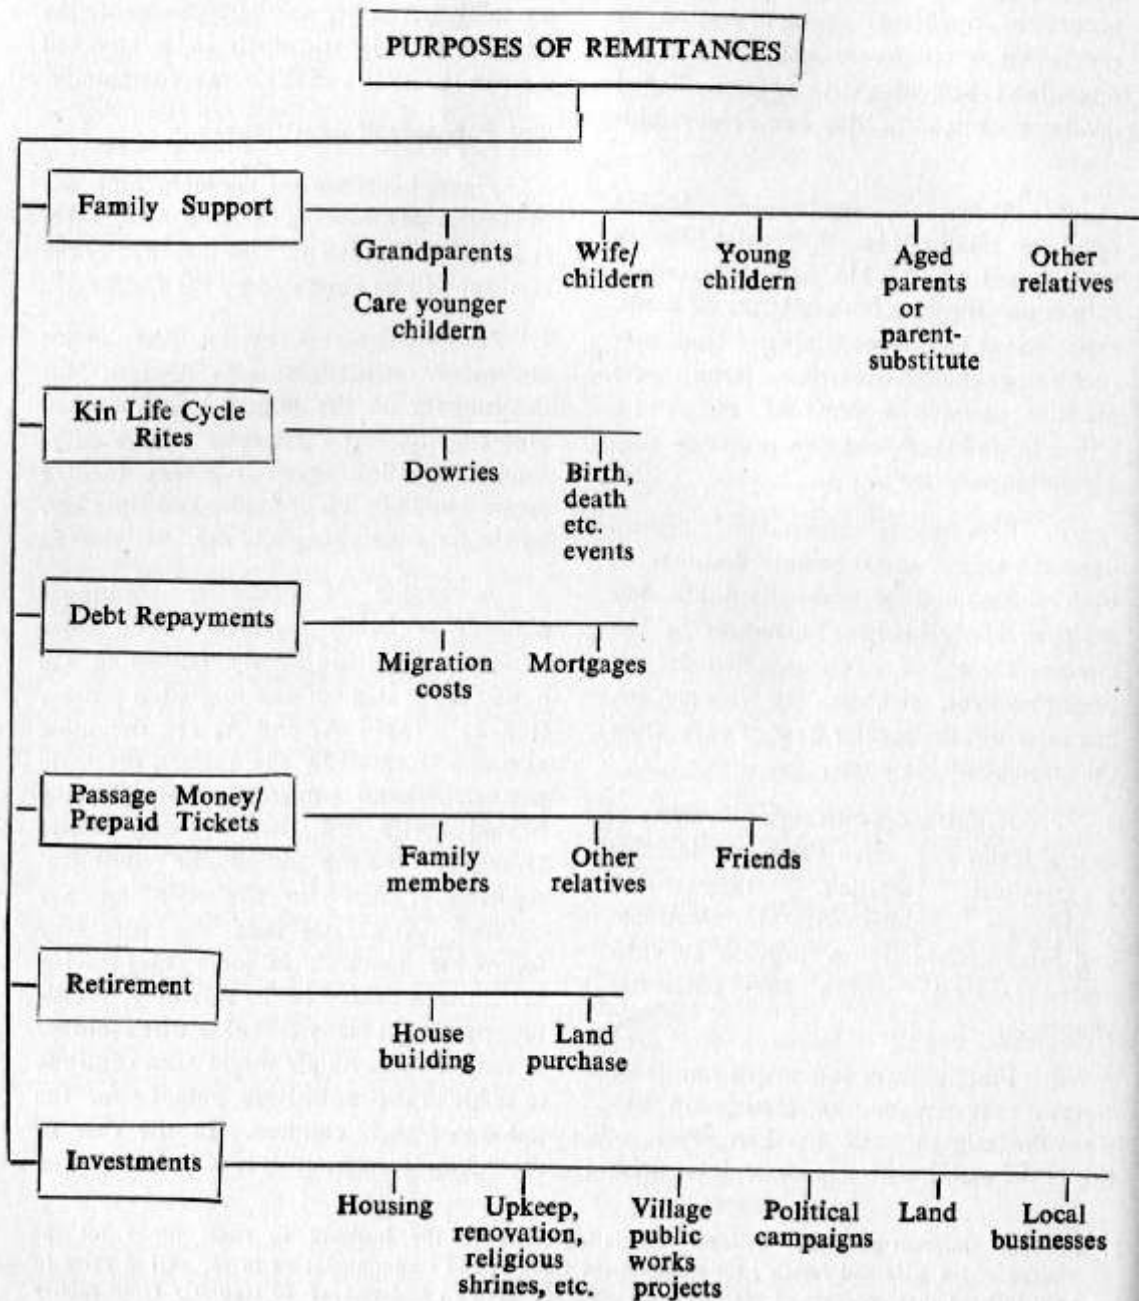 PURPOSES OF REMITTANCES
Family Support
Grandparents
Care younger
childern
Wife/
childern
Young
childern
Aged
parents
or
parent-
substitute
Other
relatives
Kin Life Cycle
Rites
Dowries
Birth,
death
etc.
events
Debt Repayments
Migration
costs
Mortgages
Passage Money/
Prepaid Tickets
Family
members
Other
relatives
Friends
Retirement
House
building
Land
purchase
Investments
Housing
Upkeep,
renovation,
religious
shrines, etc.
Village
public
works
projects
Political
campaigns
Land
Local
businesses